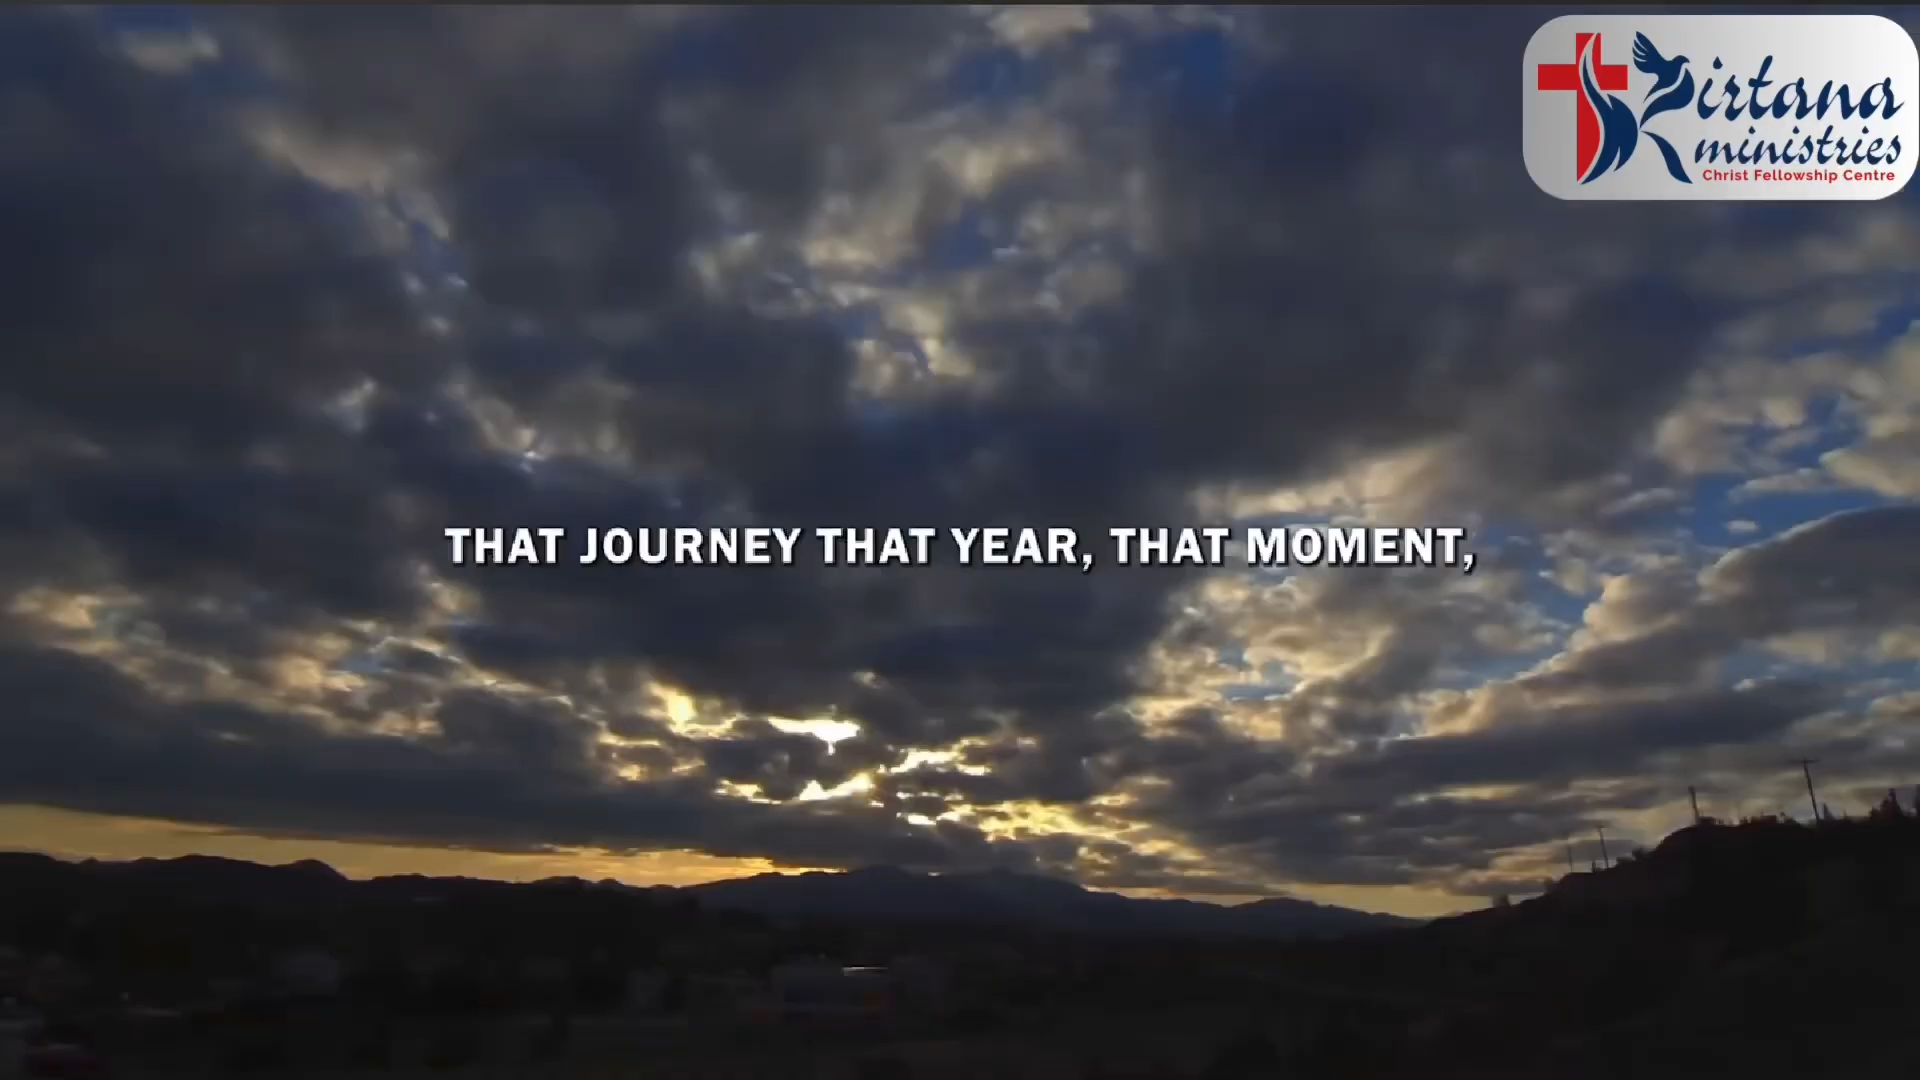 Kirtana
ministries
Christ Fellowship Centre
THAT JOURNEY THAT YEAR, THAT MOMENT,